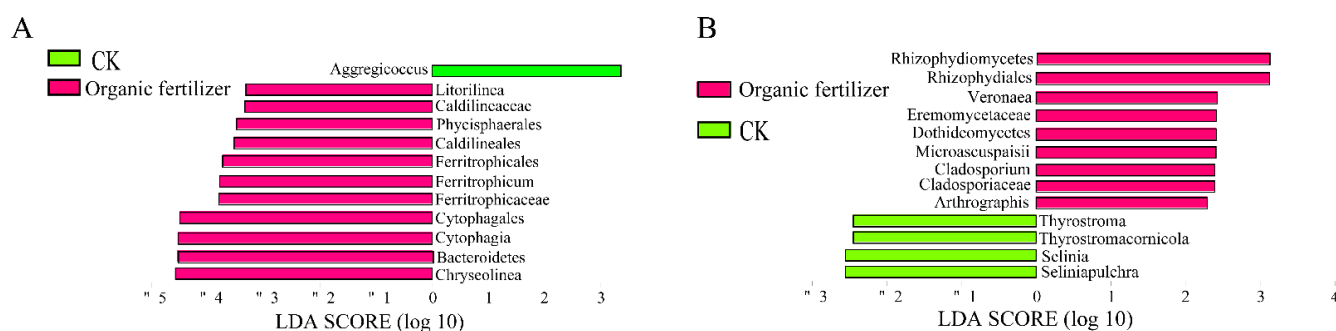 A
CK
Organic fertilizer
Aggregicoccus
Litorilinea
Caldilineaceae
Phycisphaerales
Caldilineales
Ferritrophicales
Ferritrophicum
Ferritrophicaceae
Cytophagales
Cytophagia
Bacteroidetes
Chryseolinea
" 5 " 4 " 3 " 2 " 1 0 1 2 3
LDA SCORE (log 10)
B
Organic fertilizer
CK
Rhizophydiomycetes
Rhizophydiales
Veronaea
Eremomycetaceae
Dothideomycetes
Microascuspaisii
Cladosporium
Cladosporiaceae
Arthrographis
Thyrostroma
Thyrostromacornicola
Selinia
Seliniapulchra
" 3 " 2 " 1 0 1 2 3 4
LDA SCORE (log 10)